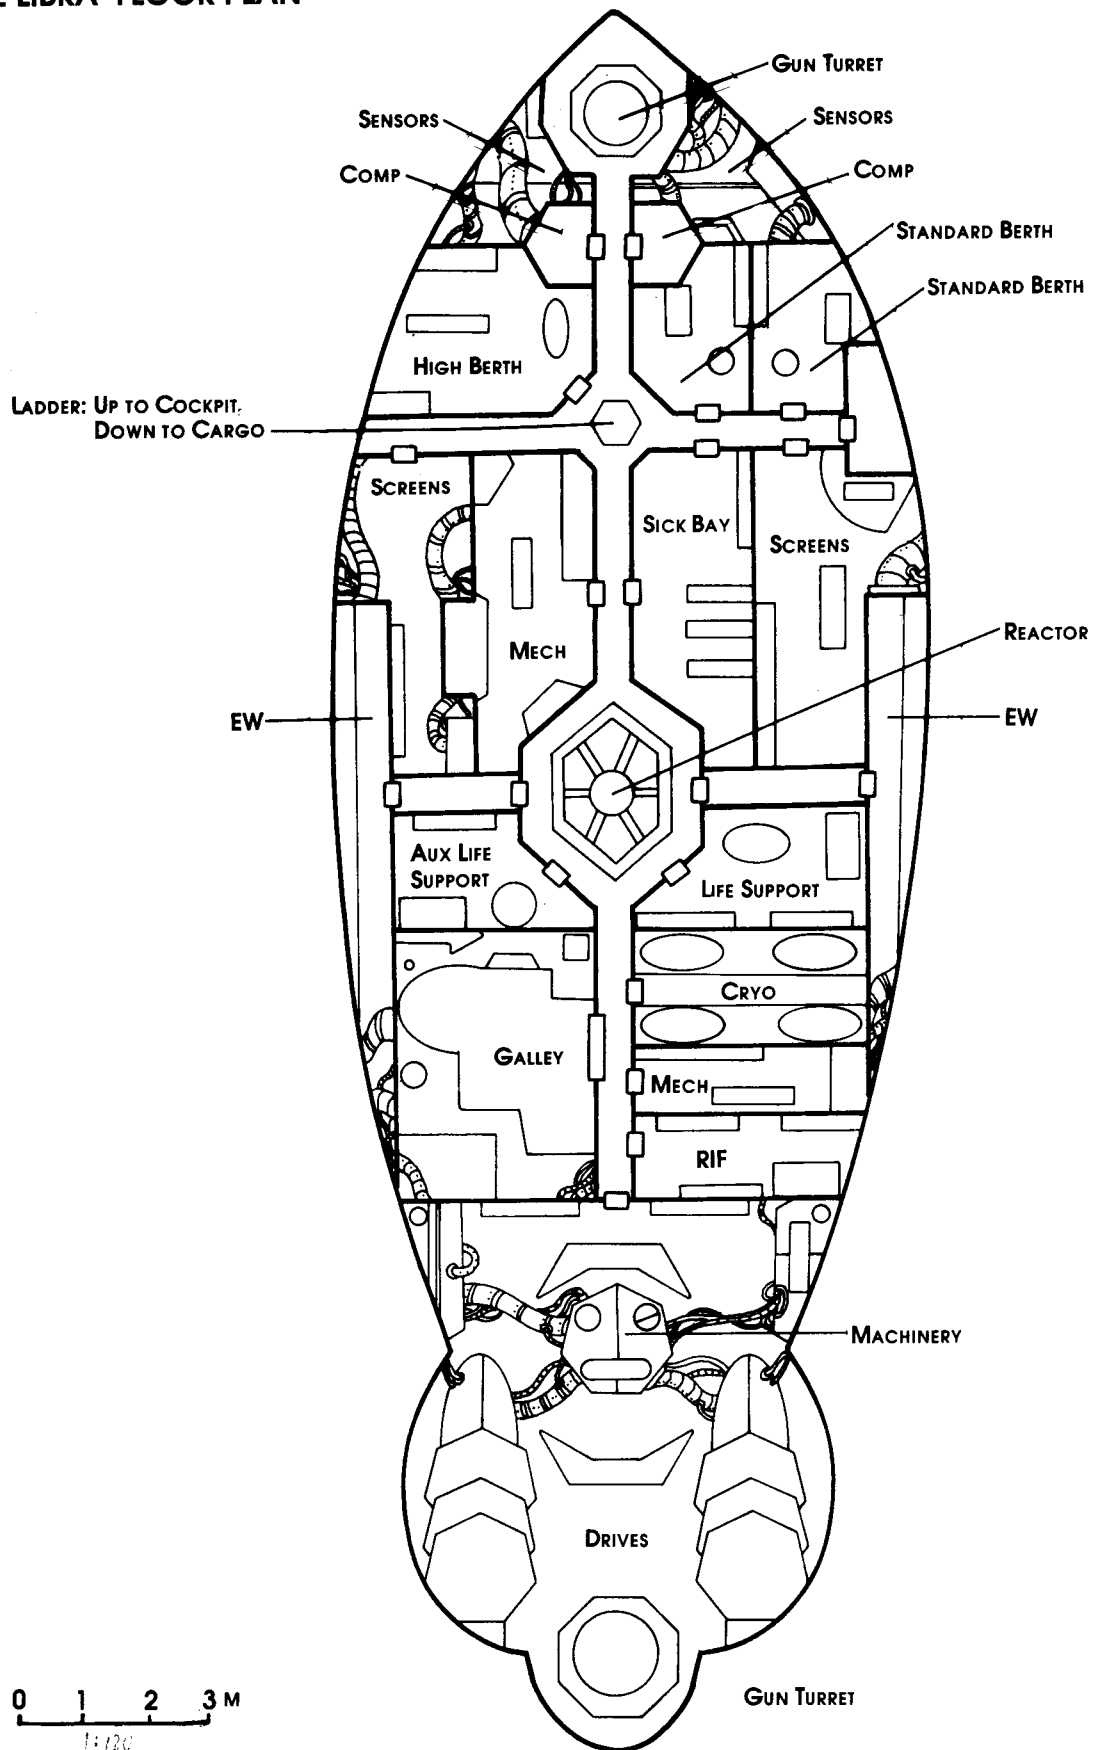 LIBRA FLOOR PLAN
GUN TURRET
SENSORS
SENSORS
COMP
COMP
STANDARD BERTH
STANDARD BERTH
HIGH BERTH
LADDER: UP TO COCKPIT,
DOWN TO CARGO
SCREENS
SICK BAY
SCREENS
MECH
REACTOR
EW
EW
AUX LIFE
SUPPORT
LIFE SUPPORT
CRYO
GALLEY
MECH
RIF
MACHINERY
DRIVES
GUN TURRET
0 1 2 3 M
1:120